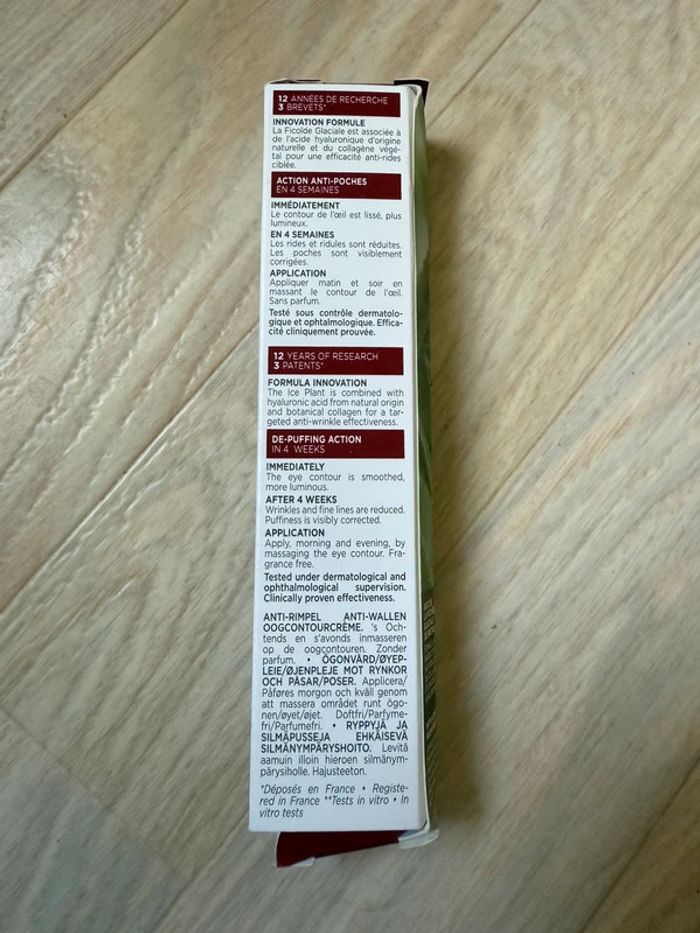 12 ANNÉES DE RECHERCHE
3 BREVETS*
INNOVATION FORMULE
La Ficoïde Glaciale est associée à
de l'acide hyaluronique d'origine
naturelle et du collagène végé-
tal pour une efficacité anti-rides
ciblée.
ACTION ANTI-POCHES
EN 4 SEMAINES
IMMÉDIATEMENT
Le contour de l'œil est lissé, plus
lumineux.
EN 4 SEMAINES
Les rides et ridules sont réduites.
Les poches sont visiblement
corrigées.
APPLICATION
Appliquer matin et soir en
massant le contour de l'œil.
Sans parfum.
Testé sous contrôle dermatolo-
gique et ophtalmologique. Effica-
cité cliniquement prouvée.
12 YEARS OF RESEARCH
3 PATENTS*
FORMULA INNOVATION
The Ice Plant is combined with
hyaluronic acid from natural origin
and botanical collagen for a tar-
geted anti-wrinkle effectiveness.
DE-PUFFING ACTION
IN 4 WEEKS
IMMEDIATELY
The eye contour is smoothed,
more luminous.
AFTER 4 WEEKS
Wrinkles and fine lines are reduced.
Puffiness is visibly corrected.
APPLICATION
Apply, morning and evening, by
massaging the eye contour. Fra-
grance free.
Tested under dermatological and
ophthalmological supervision.
Clinically proven effectiveness.
ANTI-RIMPEL ANTI-WALLEN
OOGCONTOURCRÈME. 's Och-
tends en s'avonds inmasseren
op de oogcontouren. Zonder
parfum. • ÖGONVÅRD/ØYEP-
LEIE/ØJENPLEJE MOT RYNKOR
OCH PÅSAR/POSER. Applicera/
Påføres morgon och kväll genom
att massera området runt ögo-
nen/øyet/øjet. Doftfri/Parfyme-
fri/Parfumefri. • RYPPYJÄ JA
SILMÄPUSSEJA EHKÄISEVÄ
SILMÄNYMPÄRYSHOITO. Levitä
aamuin illoin hieroen silmänym-
pärysiholle. Hajusteeton.
*Déposés en France • Registe-
red in France **Tests in vitro • In
vitro tests